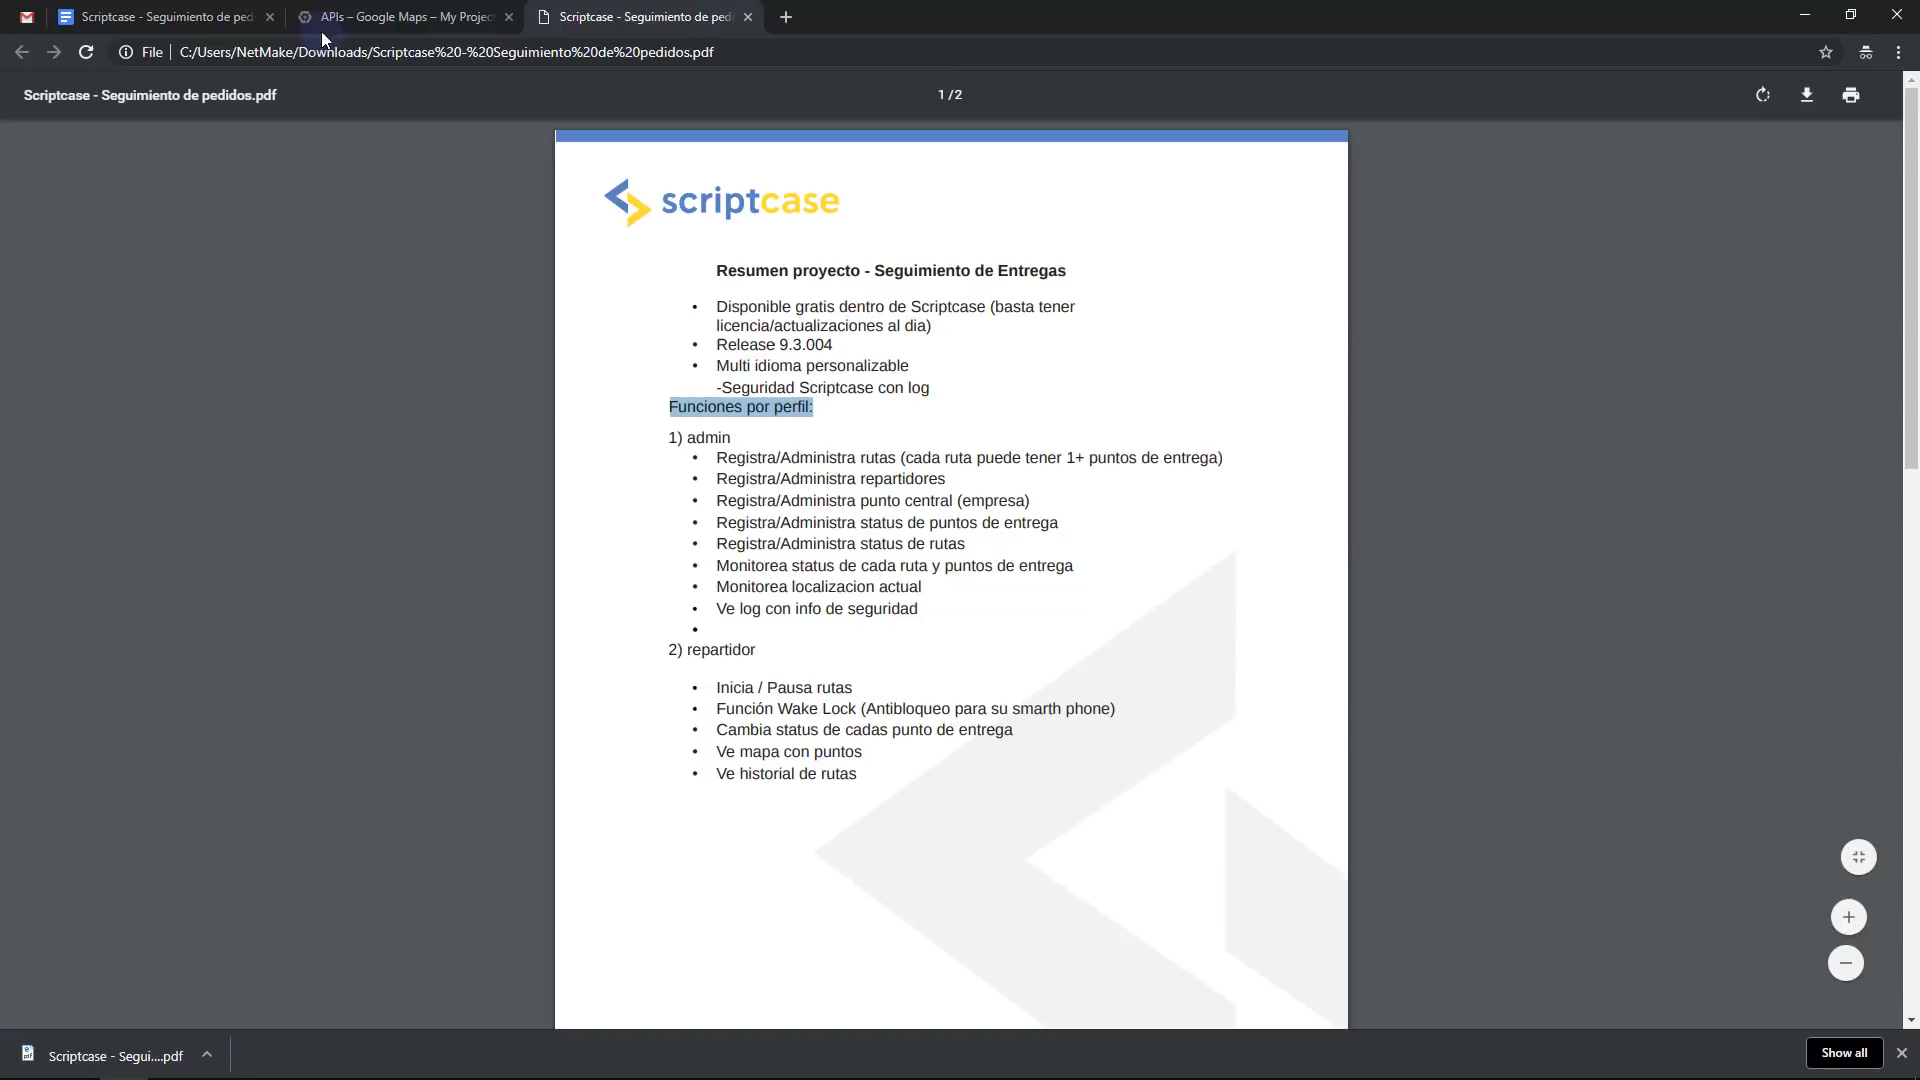 Scriptcase - Seguimiento de ped
APIs – Google Maps – My Project
Scriptcase - Seguimiento de pedi
File
C:/Users/NetMake/Downloads/Scriptcase%20-%20Seguimiento%20de%20pedidos.pdf
Scriptcase - Seguimiento de pedidos.pdf
1 / 2
scriptcase
Resumen proyecto - Seguimiento de Entregas
• Disponible gratis dentro de Scriptcase (basta tener
licencia/actualizaciones al dia)
• Release 9.3.004
• Multi idioma personalizable
-Seguridad Scriptcase con log
Funciones por perfil:
1) admin
• Registra/Administra rutas (cada ruta puede tener 1+ puntos de entrega)
• Registra/Administra repartidores
• Registra/Administra punto central (empresa)
• Registra/Administra status de puntos de entrega
• Registra/Administra status de rutas
• Monitorea status de cada ruta y puntos de entrega
• Monitorea localizacion actual
• Ve log con info de seguridad
•
2) repartidor
• Inicia / Pausa rutas
• Función Wake Lock (Antibloqueo para su smarth phone)
• Cambia status de cadas punto de entrega
• Ve mapa con puntos
• Ve historial de rutas
Scriptcase - Segui....pdf
Show all